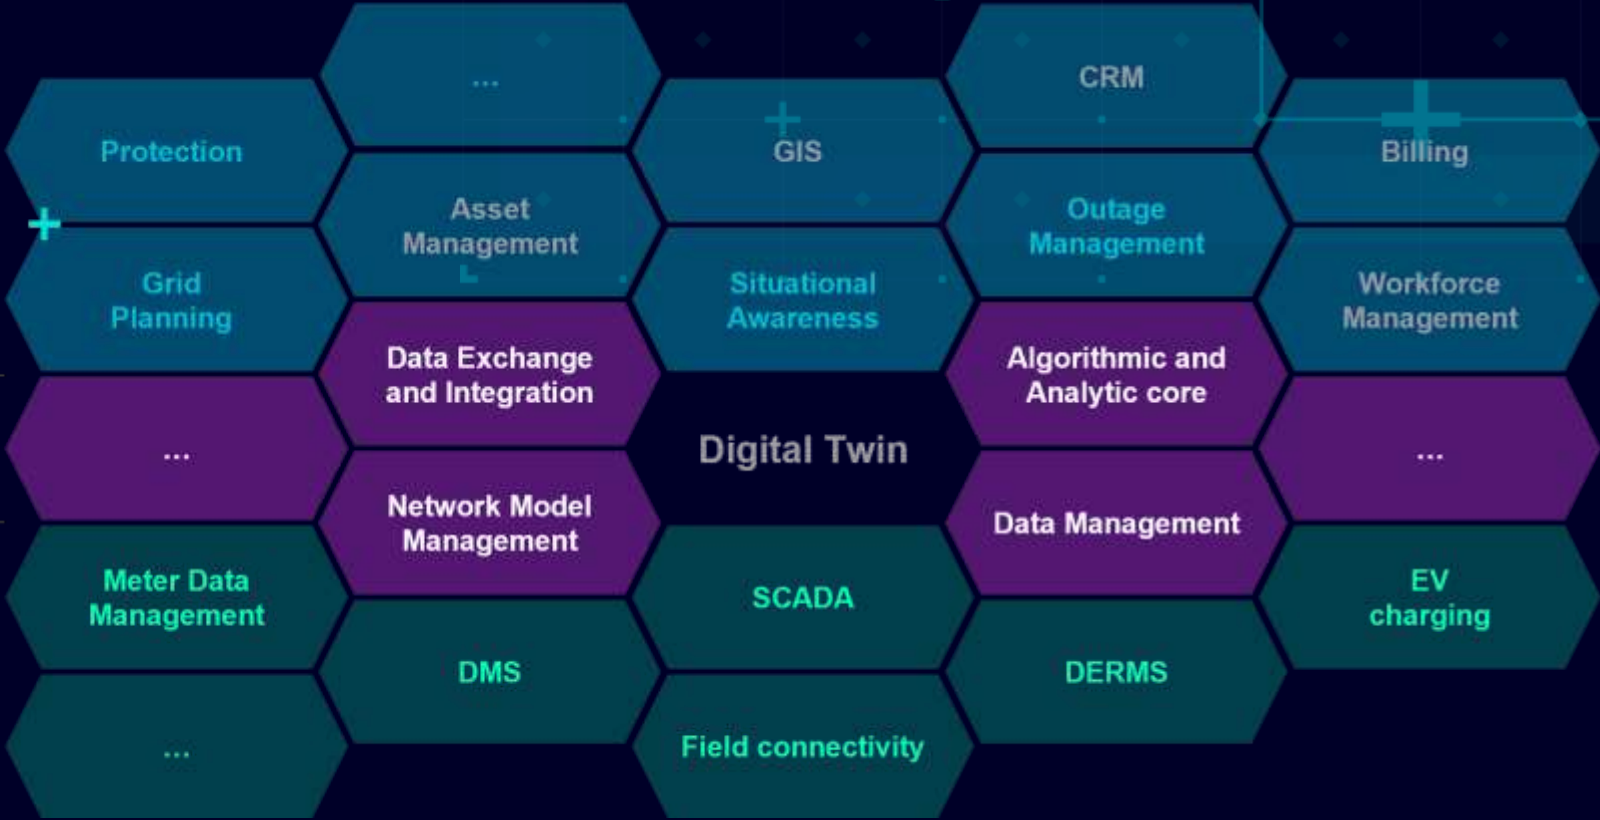 ...
CRM
Protection
GIS
Billing
Asset
Management
Outage
Management
Grid
Planning
Situational
Awareness
Workforce
Management
Data Exchange
and Integration
Algorithmic and
Analytic core
...
Digital Twin
...
Network Model
Management
Data Management
Meter Data
Management
SCADA
EV
charging
DMS
DERMS
...
Field connectivity